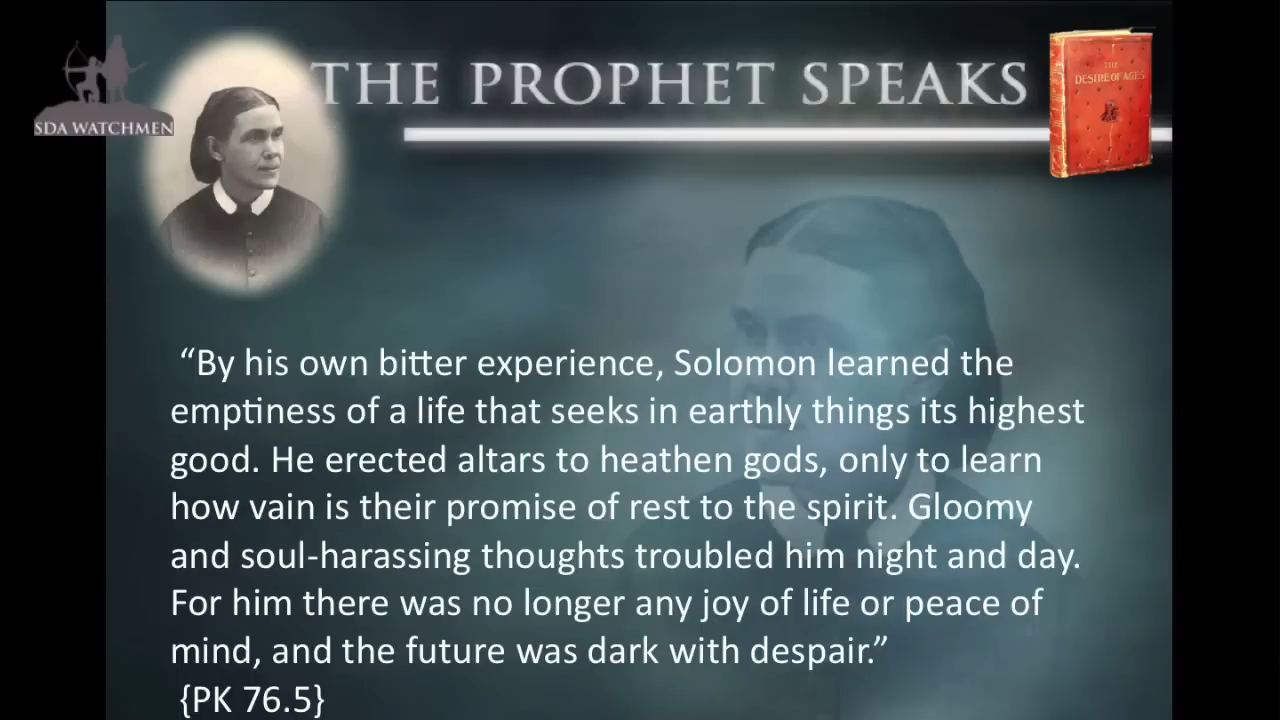 THE PROPHET SPEAKS
THE
DESIRE OF AGES
SDA WATCHMEN
“By his own bitter experience, Solomon learned the
emptiness of a life that seeks in earthly things its highest
good. He erected altars to heathen gods, only to learn
how vain is their promise of rest to the spirit. Gloomy
and soul-harassing thoughts troubled him night and day.
For him there was no longer any joy of life or peace of
mind, and the future was dark with despair.”
{PK 76.5}